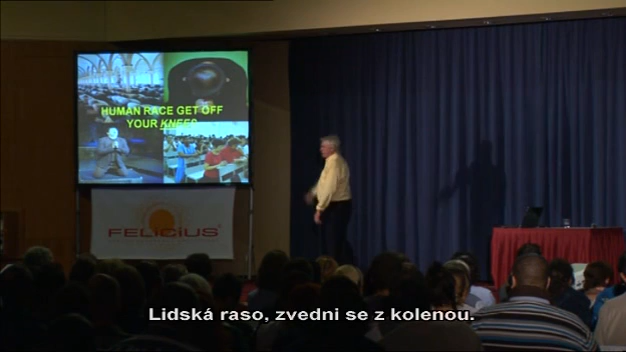 HUMAN RACE GET OFF
YOUR KNEES
FELICIUS
Lidská raso, zvedni se z kolenou.